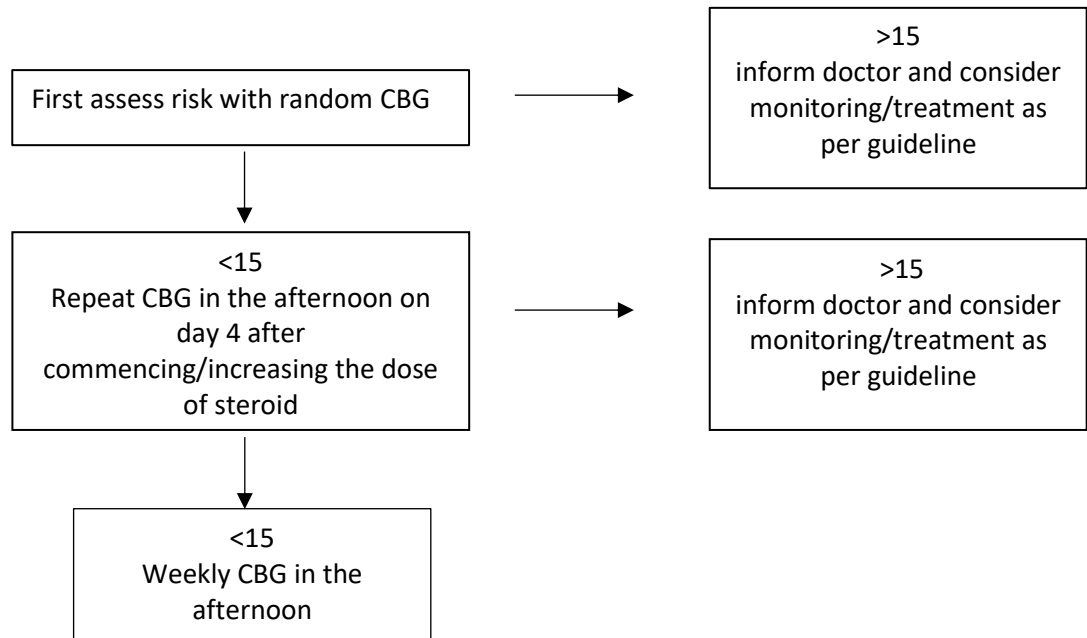 First assess risk with random CBG
>15
inform doctor and consider
monitoring/treatment as
per guideline
<15
Repeat CBG in the afternoon on
day 4 after
commencing/increasing the dose
of steroid
>15
inform doctor and consider
monitoring/treatment as
per guideline
<15
Weekly CBG in the
afternoon